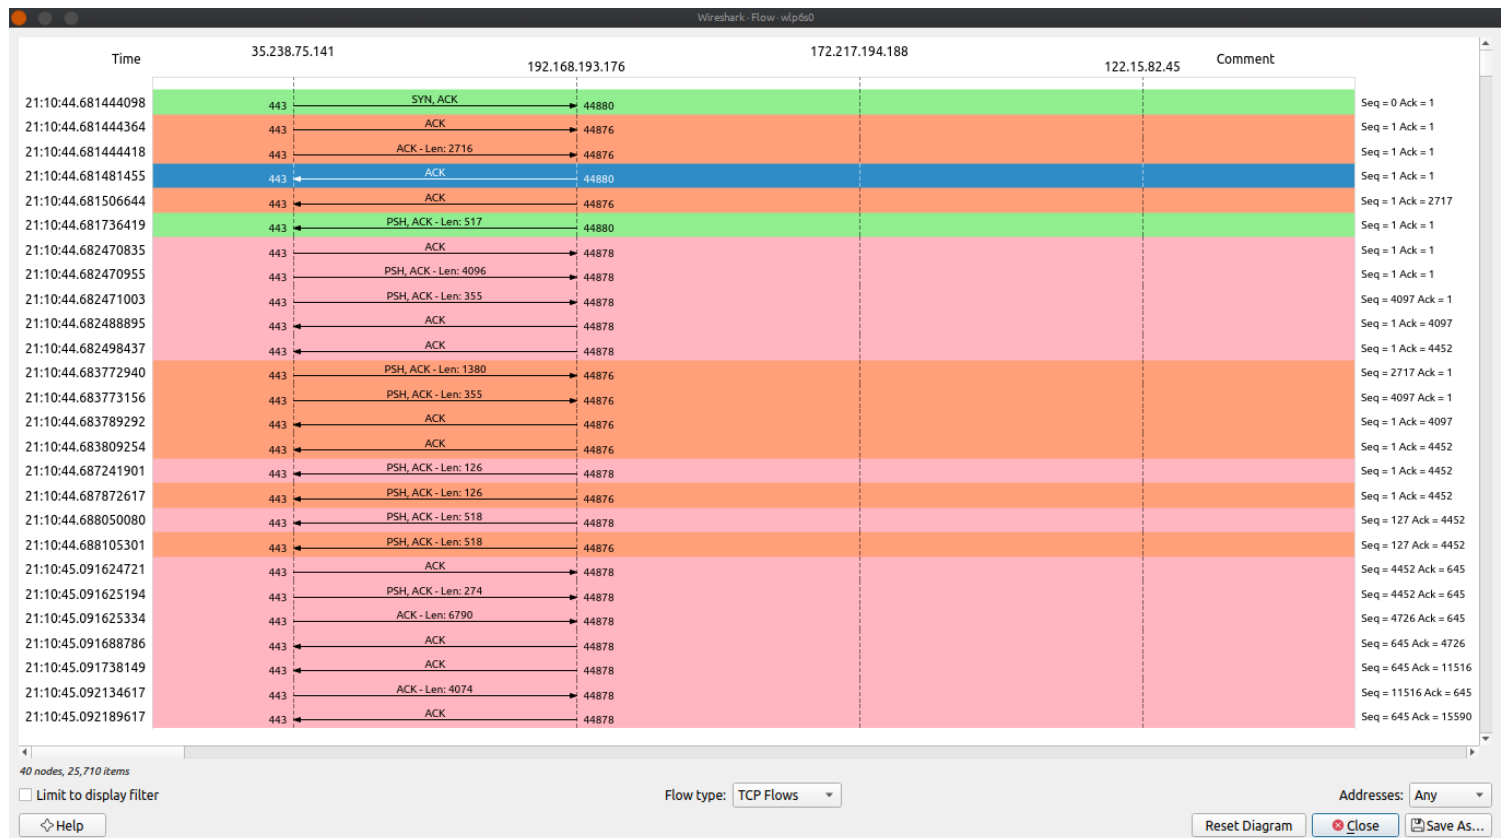 Wireshark · Flow · wlp6s0
35.238.75.141 172.217.194.188
Time 192.168.193.176 122.15.82.45 Comment
21:10:44.681444098 443 SYN, ACK 44880 Seq = 0 Ack = 1
21:10:44.681444364 443 ACK 44876 Seq = 1 Ack = 1
21:10:44.681444418 443 ACK - Len: 2716 44876 Seq = 1 Ack = 1
21:10:44.681481455 443 ACK 44880 Seq = 1 Ack = 1
21:10:44.681506644 443 ACK 44876 Seq = 1 Ack = 2717
21:10:44.681736419 443 PSH, ACK - Len: 517 44880 Seq = 1 Ack = 1
21:10:44.682470835 443 ACK 44878 Seq = 1 Ack = 1
21:10:44.682470955 443 PSH, ACK - Len: 4096 44878 Seq = 1 Ack = 1
21:10:44.682471003 443 PSH, ACK - Len: 355 44878 Seq = 4097 Ack = 1
21:10:44.682488895 443 ACK 44878 Seq = 1 Ack = 4097
21:10:44.682498437 443 ACK 44878 Seq = 1 Ack = 4452
21:10:44.683772940 443 PSH, ACK - Len: 1380 44876 Seq = 2717 Ack = 1
21:10:44.683773156 443 PSH, ACK - Len: 355 44876 Seq = 4097 Ack = 1
21:10:44.683789292 443 ACK 44876 Seq = 1 Ack = 4097
21:10:44.683809254 443 ACK 44876 Seq = 1 Ack = 4452
21:10:44.687241901 443 PSH, ACK - Len: 126 44878 Seq = 1 Ack = 4452
21:10:44.687872617 443 PSH, ACK - Len: 126 44876 Seq = 1 Ack = 4452
21:10:44.688050080 443 PSH, ACK - Len: 518 44878 Seq = 127 Ack = 4452
21:10:44.688105301 443 PSH, ACK - Len: 518 44876 Seq = 127 Ack = 4452
21:10:45.091624721 443 ACK 44878 Seq = 4452 Ack = 645
21:10:45.091625194 443 PSH, ACK - Len: 274 44878 Seq = 4452 Ack = 645
21:10:45.091625334 443 ACK - Len: 6790 44878 Seq = 4726 Ack = 645
21:10:45.091688786 443 ACK 44878 Seq = 645 Ack = 4726
21:10:45.091738149 443 ACK 44878 Seq = 645 Ack = 11516
21:10:45.092134617 443 ACK - Len: 4074 44878 Seq = 11516 Ack = 645
21:10:45.092189617 443 ACK 44878 Seq = 645 Ack = 15590
40 nodes, 25,710 items
Limit to display filter Flow type: TCP Flows Addresses: Any
Help Reset Diagram Close Save As...